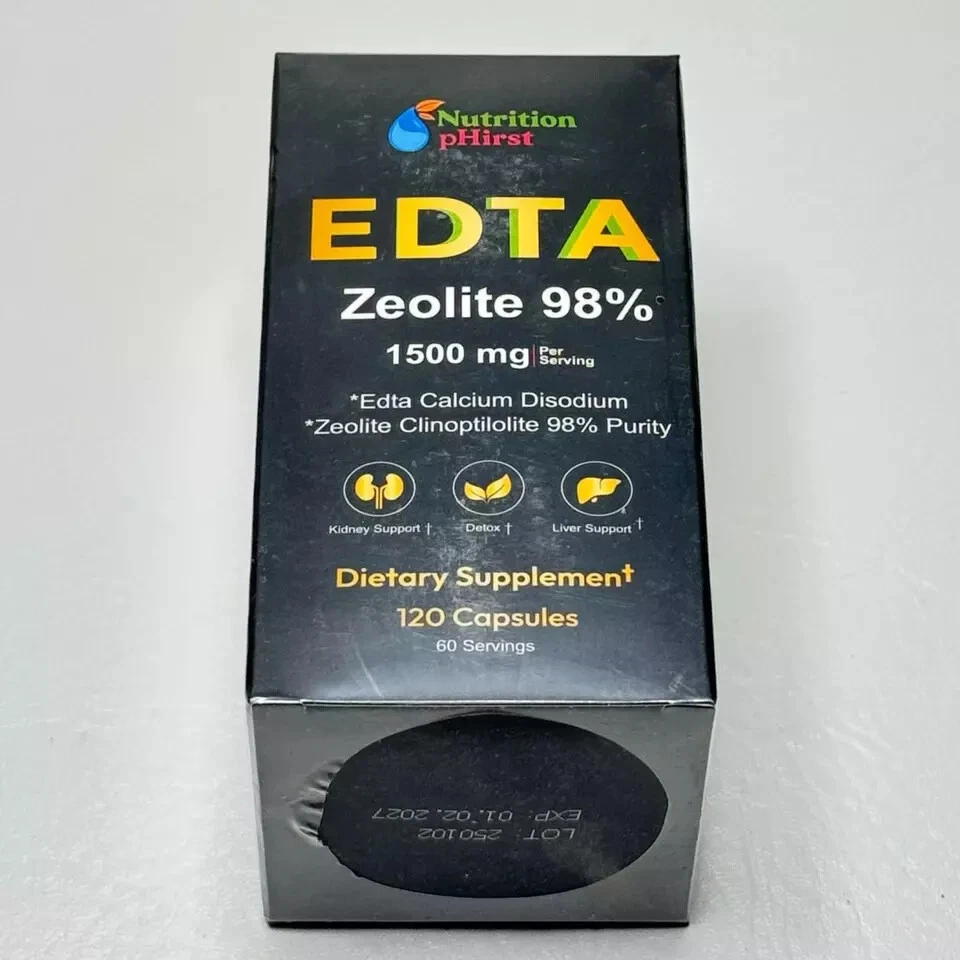 Nutrition
pHirst
EDTA
Zeolite 98%
1500 mg Per
Serving
*Edta Calcium Disodium
*Zeolite Clinoptilolite 98% Purity
Kidney Support † Detox † Liver Support †
Dietary Supplement†
120 Capsules
60 Servings
LOT: 250102
EXP: 01.02.2027